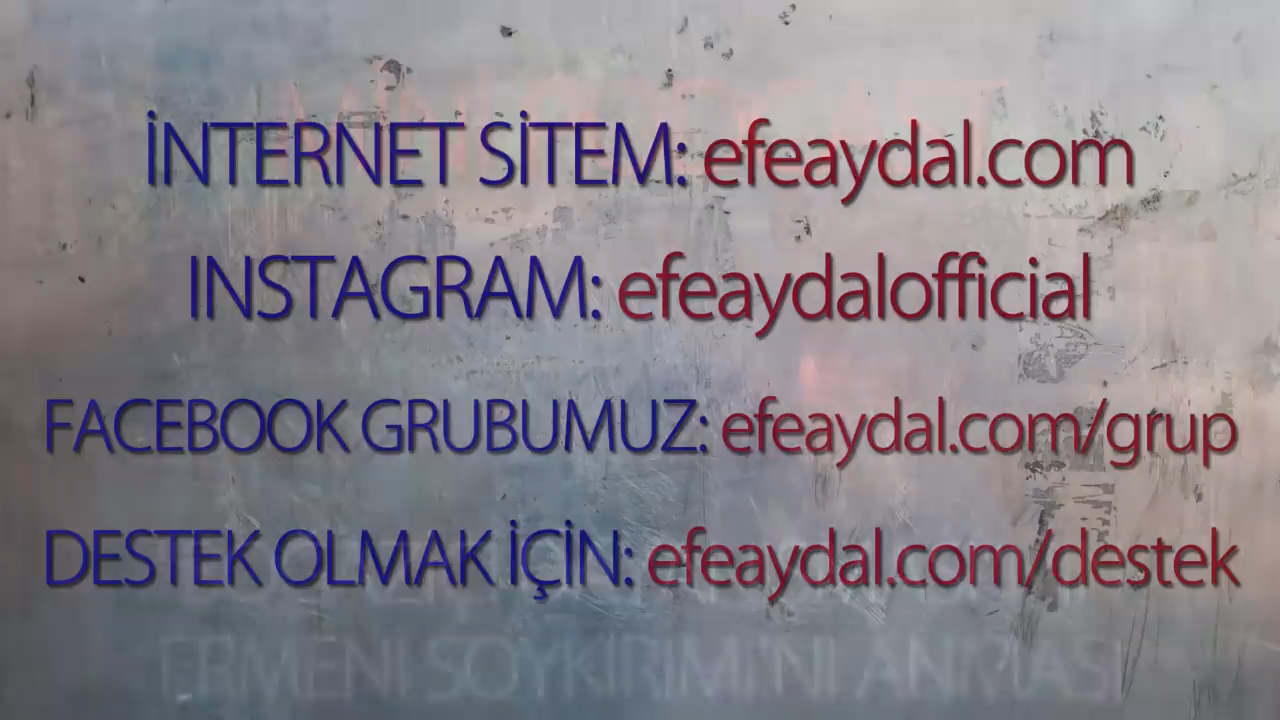 İNTERNET SİTEM: efeaydal.com
INSTAGRAM: efeaydalofficial
FACEBOOK GRUBUMUZ: efeaydal.com/grup
DESTEK OLMAK İÇİN: efeaydal.com/destek
ERMENİ SOYKIRIMI'NI ANMASI